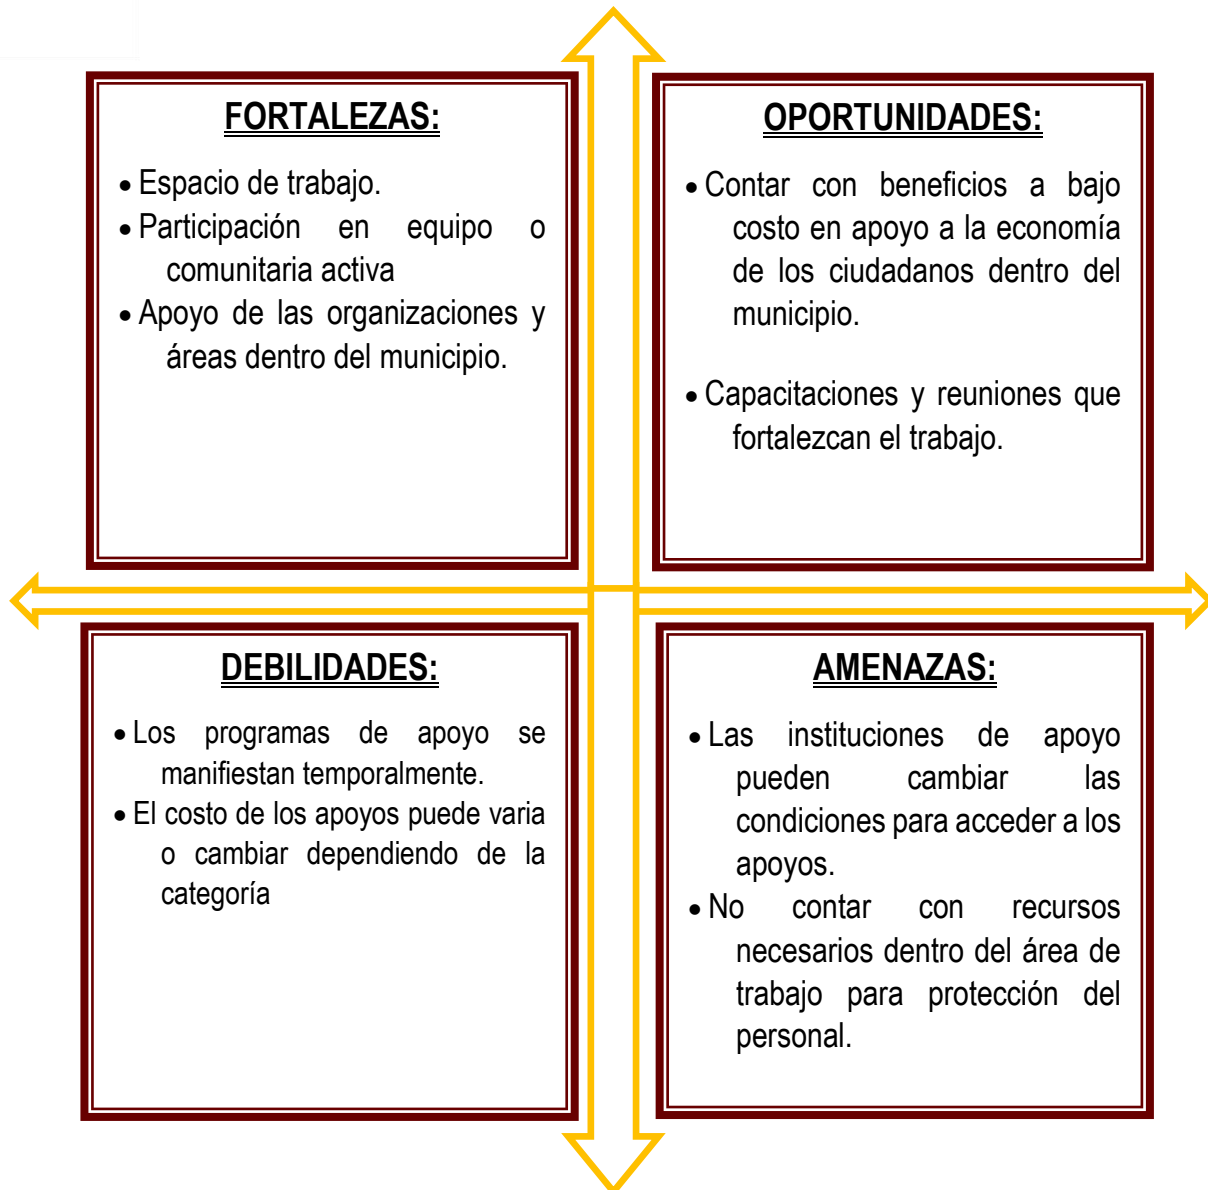 FORTALEZAS:
• Espacio de trabajo.
• Participación en equipo o
comunitaria activa
• Apoyo de las organizaciones y
áreas dentro del municipio.
OPORTUNIDADES:
• Contar con beneficios a bajo
costo en apoyo a la economía
de los ciudadanos dentro del
municipio.
• Capacitaciones y reuniones que
fortalezcan el trabajo.
DEBILIDADES:
• Los programas de apoyo se
manifiestan temporalmente.
• El costo de los apoyos puede varia
o cambiar dependiendo de la
categoría
AMENAZAS:
• Las instituciones de apoyo
pueden cambiar las
condiciones para acceder a los
apoyos.
• No contar con recursos
necesarios dentro del área de
trabajo para protección del
personal.